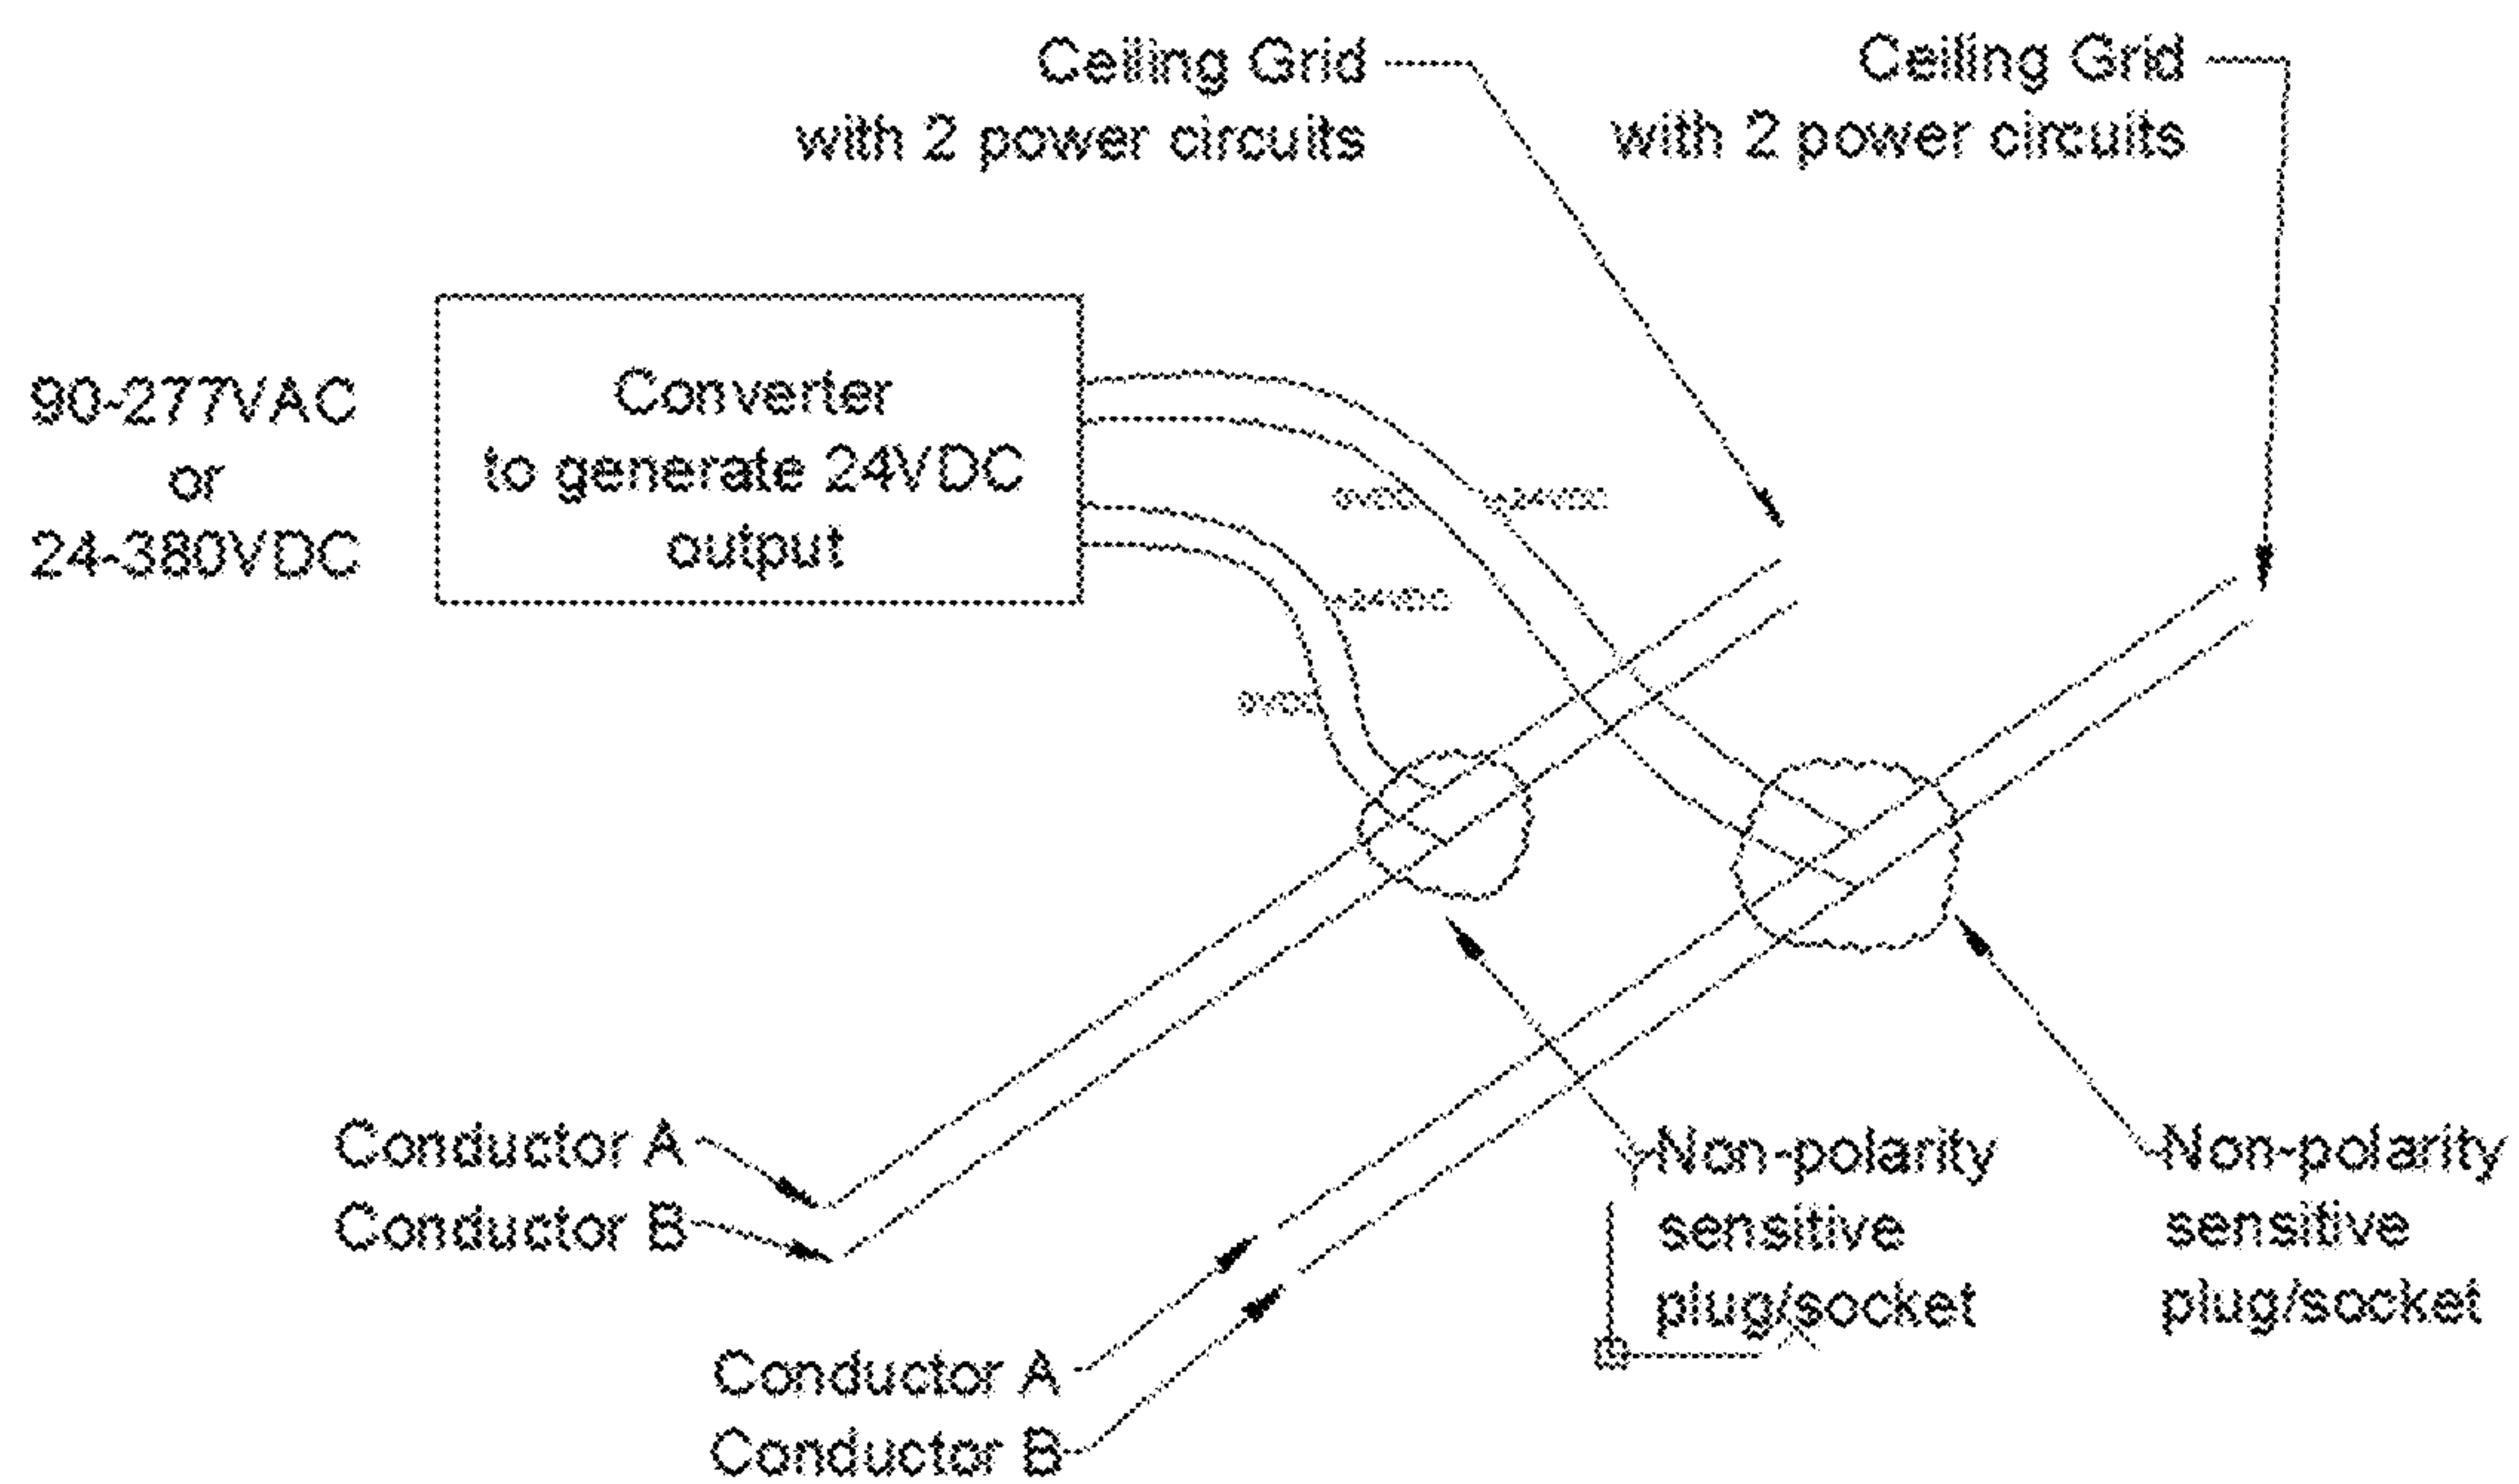 Ceiling Grid
with 2 power circuits
Ceiling Grid
with 2 power circuits
90-277VAC
or
24-380VDC
Converter
to generate 24VDC
output
Conductor A
Conductor B
Conductor A
Conductor B
Non-polarity
sensitive
plug/socket
Non-polarity
sensitive
plug/socket